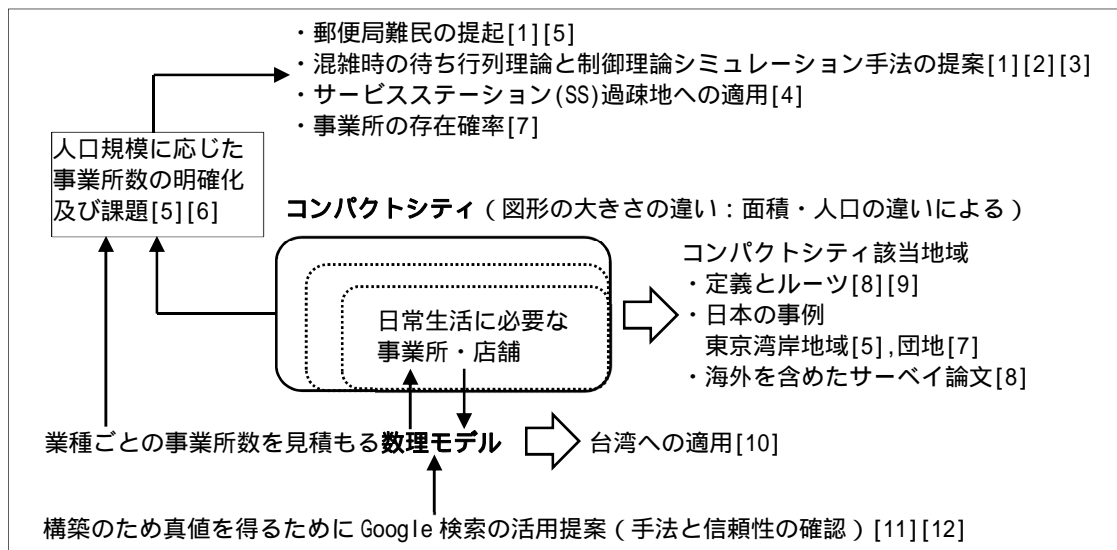 ・郵便局難民の提起[1][5]
・混雑時の待ち行列理論と制御理論シミュレーション手法の提案[1][2][3]
・サービスステーション(SS)過疎地への適用[4]
・事業所の存在確率[7]
人口規模に応じた
事業所数の明確化
及び課題[5][6]
コンパクトシティ（図形の大きさの違い：面積・人口の違いによる）
コンパクトシティ該当地域
・定義とルーツ[8][9]
・日本の事例
東京湾岸地域[5],団地[7]
・海外を含めたサーベイ論文[8]
日常生活に必要な
事業所・店舗
業種ごとの事業所数を見積もる数理モデル
台湾への適用[10]
構築のため真値を得るために Google 検索の活用提案（手法と信頼性の確認）[11][12]